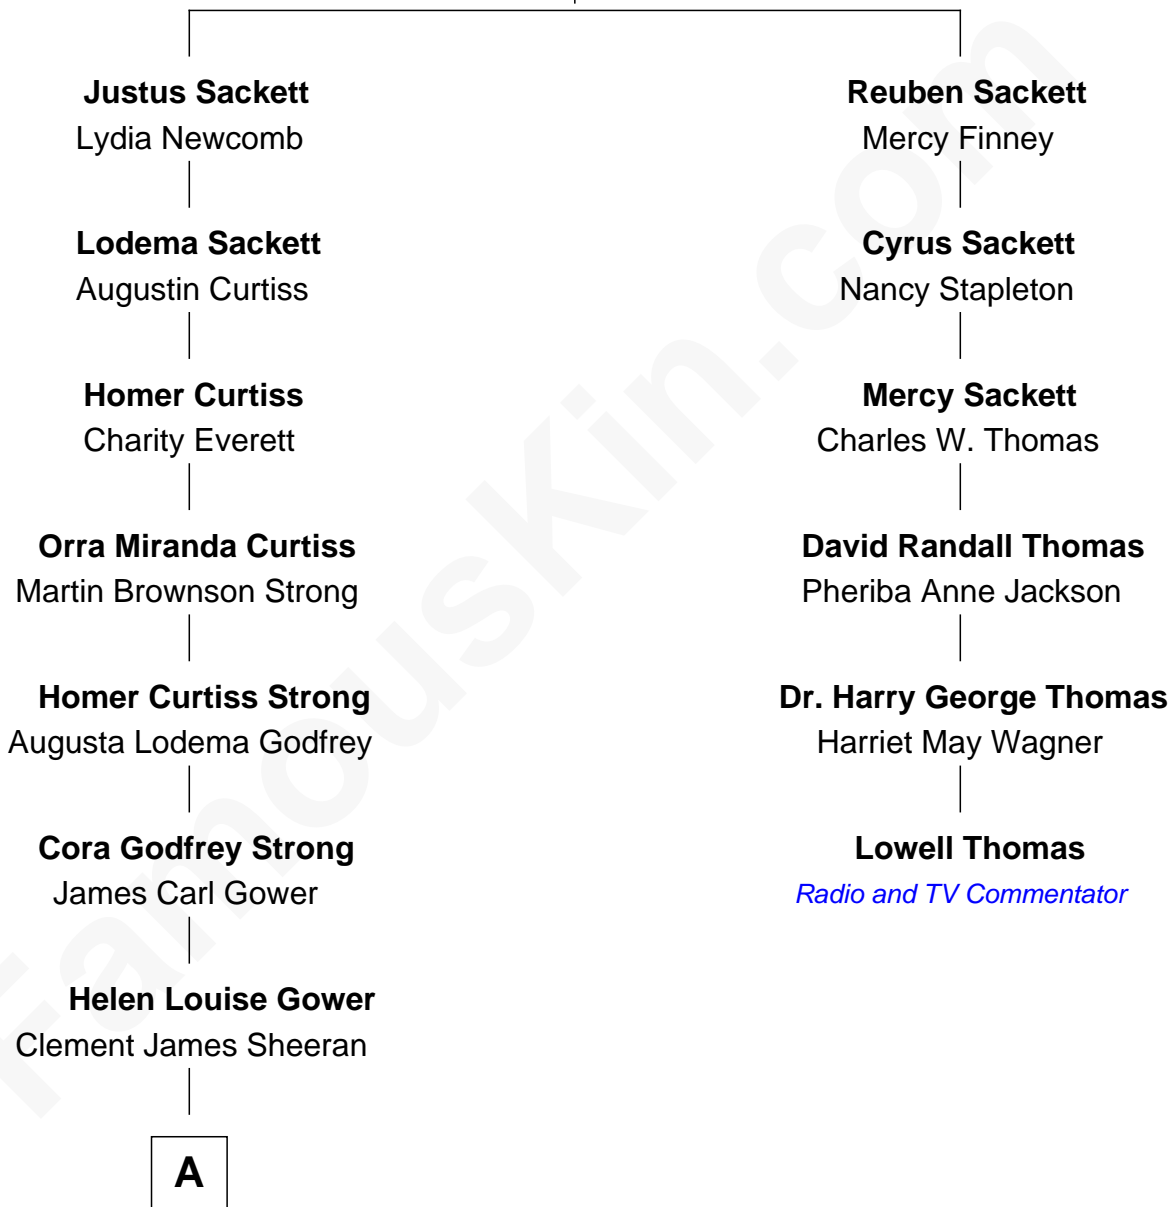 Justus Sackett
Lydia Newcomb
Lodema Sackett
Augustin Curtiss
Homer Curtiss
Charity Everett
Orra Miranda Curtiss
Martin Brownson Strong
Homer Curtiss Strong
Augusta Lodema Godfrey
Cora Godfrey Strong
James Carl Gower
Helen Louise Gower
Clement James Sheeran
A
Reuben Sackett
Mercy Finney
Cyrus Sackett
Nancy Stapleton
Mercy Sackett
Charles W. Thomas
David Randall Thomas
Pheriba Anne Jackson
Dr. Harry George Thomas
Harriet May Wagner
Lowell Thomas
Radio and TV Commentator
FamousKin.com